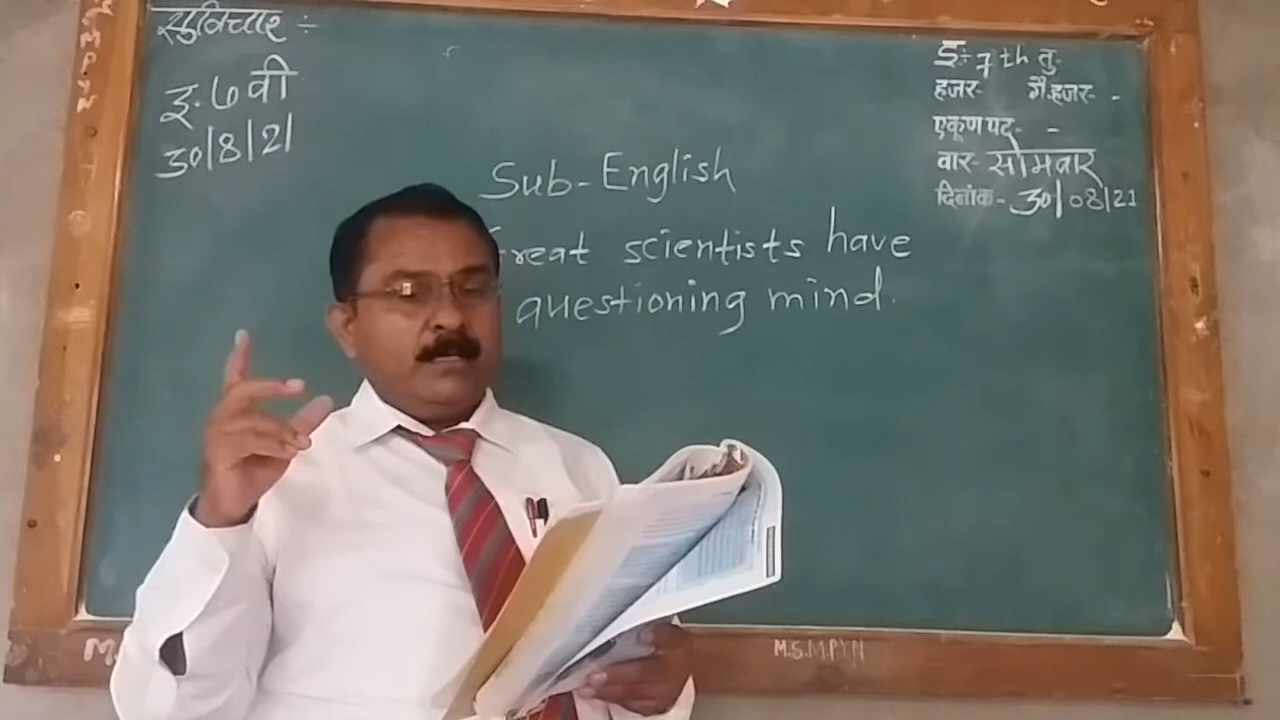 सुविचार ÷
इ. ७ वी
30/8/21
इ÷ 7th तु.
हजर- गै.हजर- -
एकूण पट- -
वार- सोमवार
दिनांक- 30/08/21
Sub-English
Great scientists have
questioning mind.
M.S.M.P.Y.N